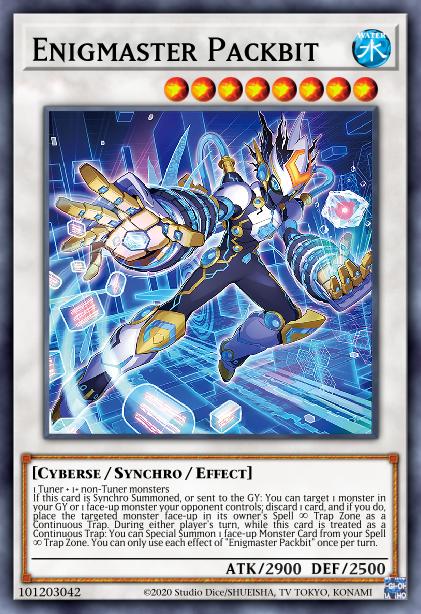 ENIGMASTER PACKBIT
WATER
水
[CYBERSE / SYNCHRO / EFFECT]
1 Tuner + 1+ non-Tuner monsters
If this card is Synchro Summoned, or sent to the GY: You can target 1 monster in
your GY or 1 face-up monster your opponent controls; discard 1 card, and if you do,
place the targeted monster face-up in its owner's Spell ∞ Trap Zone as a
Continuous Trap. During either player's turn, while this card is treated as a
Continuous Trap: You can Special Summon 1 face-up Monster Card from your Spell
∞ Trap Zone. You can only use each effect of "Enigmaster Packbit" once per turn.
ATK/2900 DEF/2500
101203042
©2020 Studio Dice/SHUEISHA, TV TOKYO, KONAMI